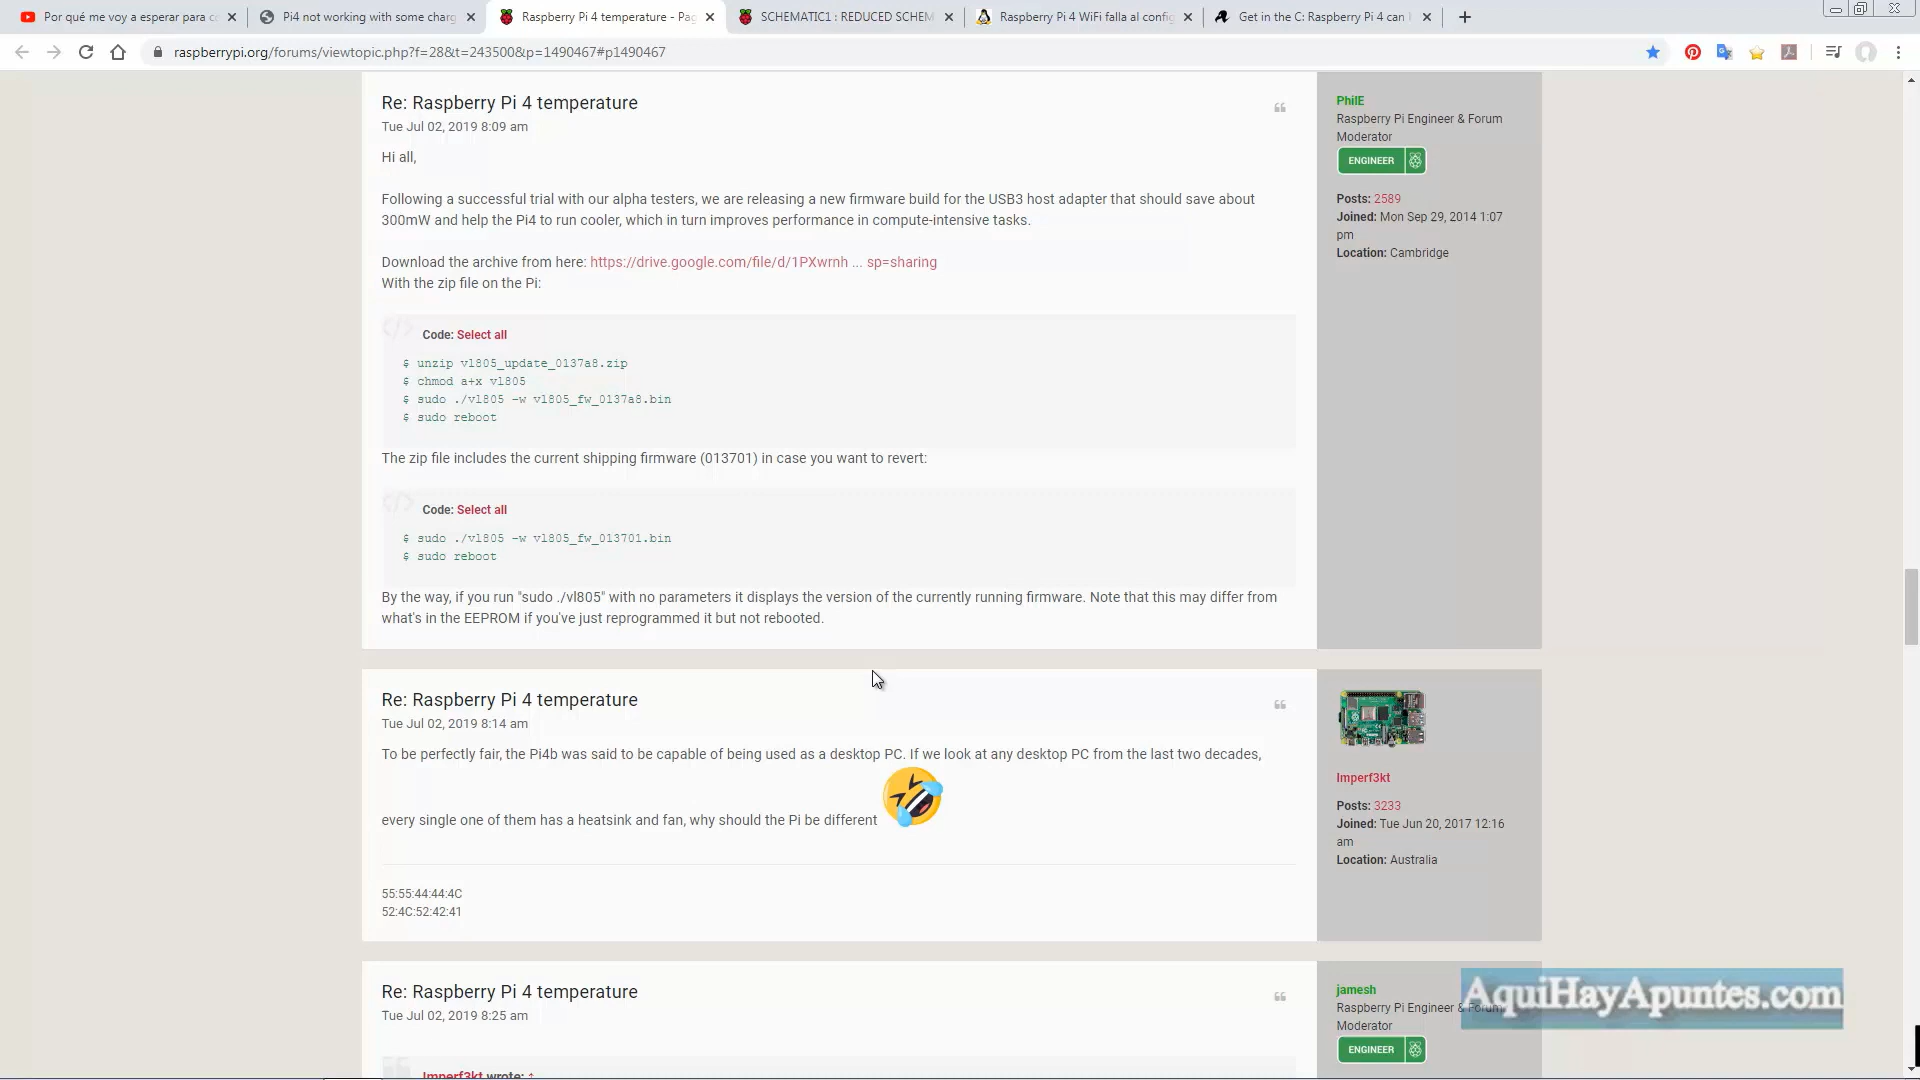 Por qué me voy a esperar para co
Pi4 not working with some charg
Raspberry Pi 4 temperature - Pag
SCHEMATIC1 : REDUCED SCHEM
Raspberry Pi 4 WiFi falla al config
Get in the C: Raspberry Pi 4 can
raspberrypi.org/forums/viewtopic.php?f=28&t=243500&p=1490467#p1490467
Re: Raspberry Pi 4 temperature
Tue Jul 02, 2019 8:09 am
Hi all,
Following a successful trial with our alpha testers, we are releasing a new firmware build for the USB3 host adapter that should save about
300mW and help the Pi4 to run cooler, which in turn improves performance in compute-intensive tasks.
Download the archive from here: https://drive.google.com/file/d/1PXwrnh ... sp=sharing
With the zip file on the Pi:
Code: Select all
$ unzip vl805_update_0137a8.zip
$ chmod a+x vl805
$ sudo ./vl805 -w vl805_fw_0137a8.bin
$ sudo reboot
The zip file includes the current shipping firmware (013701) in case you want to revert:
Code: Select all
$ sudo ./vl805 -w vl805_fw_013701.bin
$ sudo reboot
By the way, if you run "sudo ./vl805" with no parameters it displays the version of the currently running firmware. Note that this may differ from
what's in the EEPROM if you've just reprogrammed it but not rebooted.
PhilE
Raspberry Pi Engineer & Forum
Moderator
ENGINEER
Posts: 2589
Joined: Mon Sep 29, 2014 1:07
pm
Location: Cambridge
Re: Raspberry Pi 4 temperature
Tue Jul 02, 2019 8:14 am
To be perfectly fair, the Pi4b was said to be capable of being used as a desktop PC. If we look at any desktop PC from the last two decades,
every single one of them has a heatsink and fan, why should the Pi be different
55:55:44:44:4C
52:4C:52:42:41
Imperf3kt
Posts: 3233
Joined: Tue Jun 20, 2017 12:16
am
Location: Australia
Re: Raspberry Pi 4 temperature
Tue Jul 02, 2019 8:25 am
Imperf3kt wrote: ↑
jamesh
Raspberry Pi Engineer & Forum
Moderator
ENGINEER
AquiHayApuntes.com